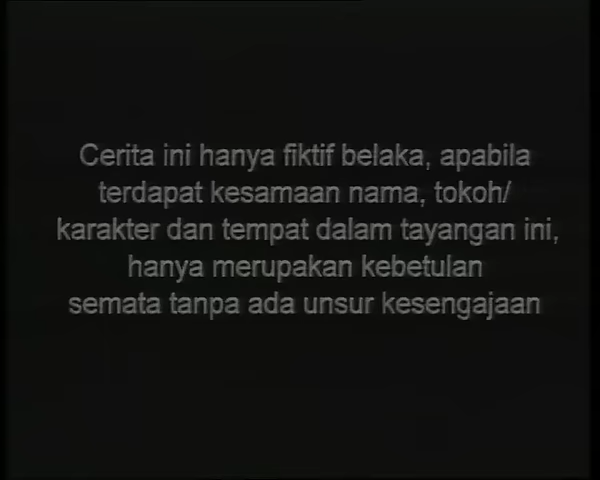 Cerita ini hanya fiktif belaka, apabila
terdapat kesamaan nama, tokoh/
karakter dan tempat dalam tayangan ini,
hanya merupakan kebetulan
semata tanpa ada unsur kesengajaan